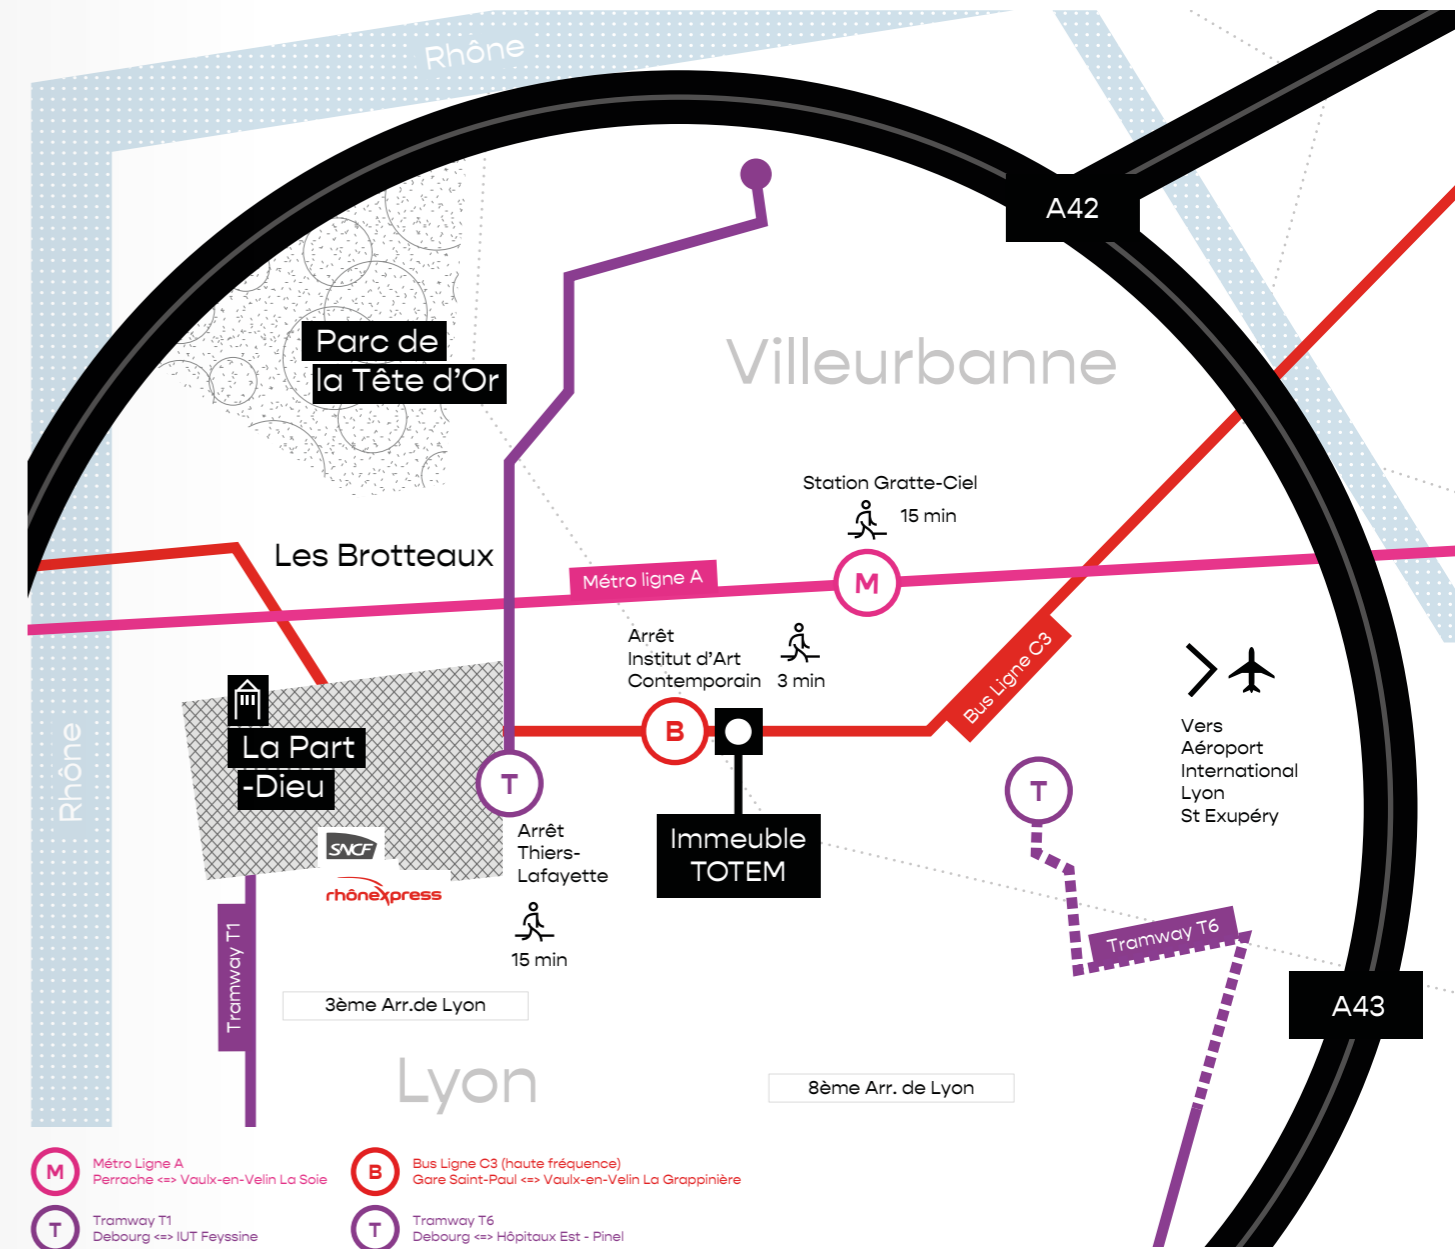 Rhône
A42
Parc de
la Tête d'Or
Villeurbanne
Station Gratte-Ciel
15 min
Les Brotteaux
Métro ligne A
M
Arrêt
Institut d'Art
Contemporain
3 min
Bus Ligne C3
B
La Part
-Dieu
Rhône
T
Vers
Aéroport
International
Lyon
St Exupéry
T
Immeuble
TOTEM
Arrêt
Thiers-
Lafayette
15 min
SNCF
rhônexpress
Tramway T1
Tramway T6
A43
3ème Arr.de Lyon
Lyon
8ème Arr. de Lyon
M
Métro Ligne A
Perrache <=> Vaulx-en-Velin La Soie
B
Bus Ligne C3 (haute fréquence)
Gare Saint-Paul <=> Vaulx-en-Velin La Grappinière
T
Tramway T1
Debourg <=> IUT Feyssine
T
Tramway T6
Debourg <=> Hôpitaux Est - Pinel